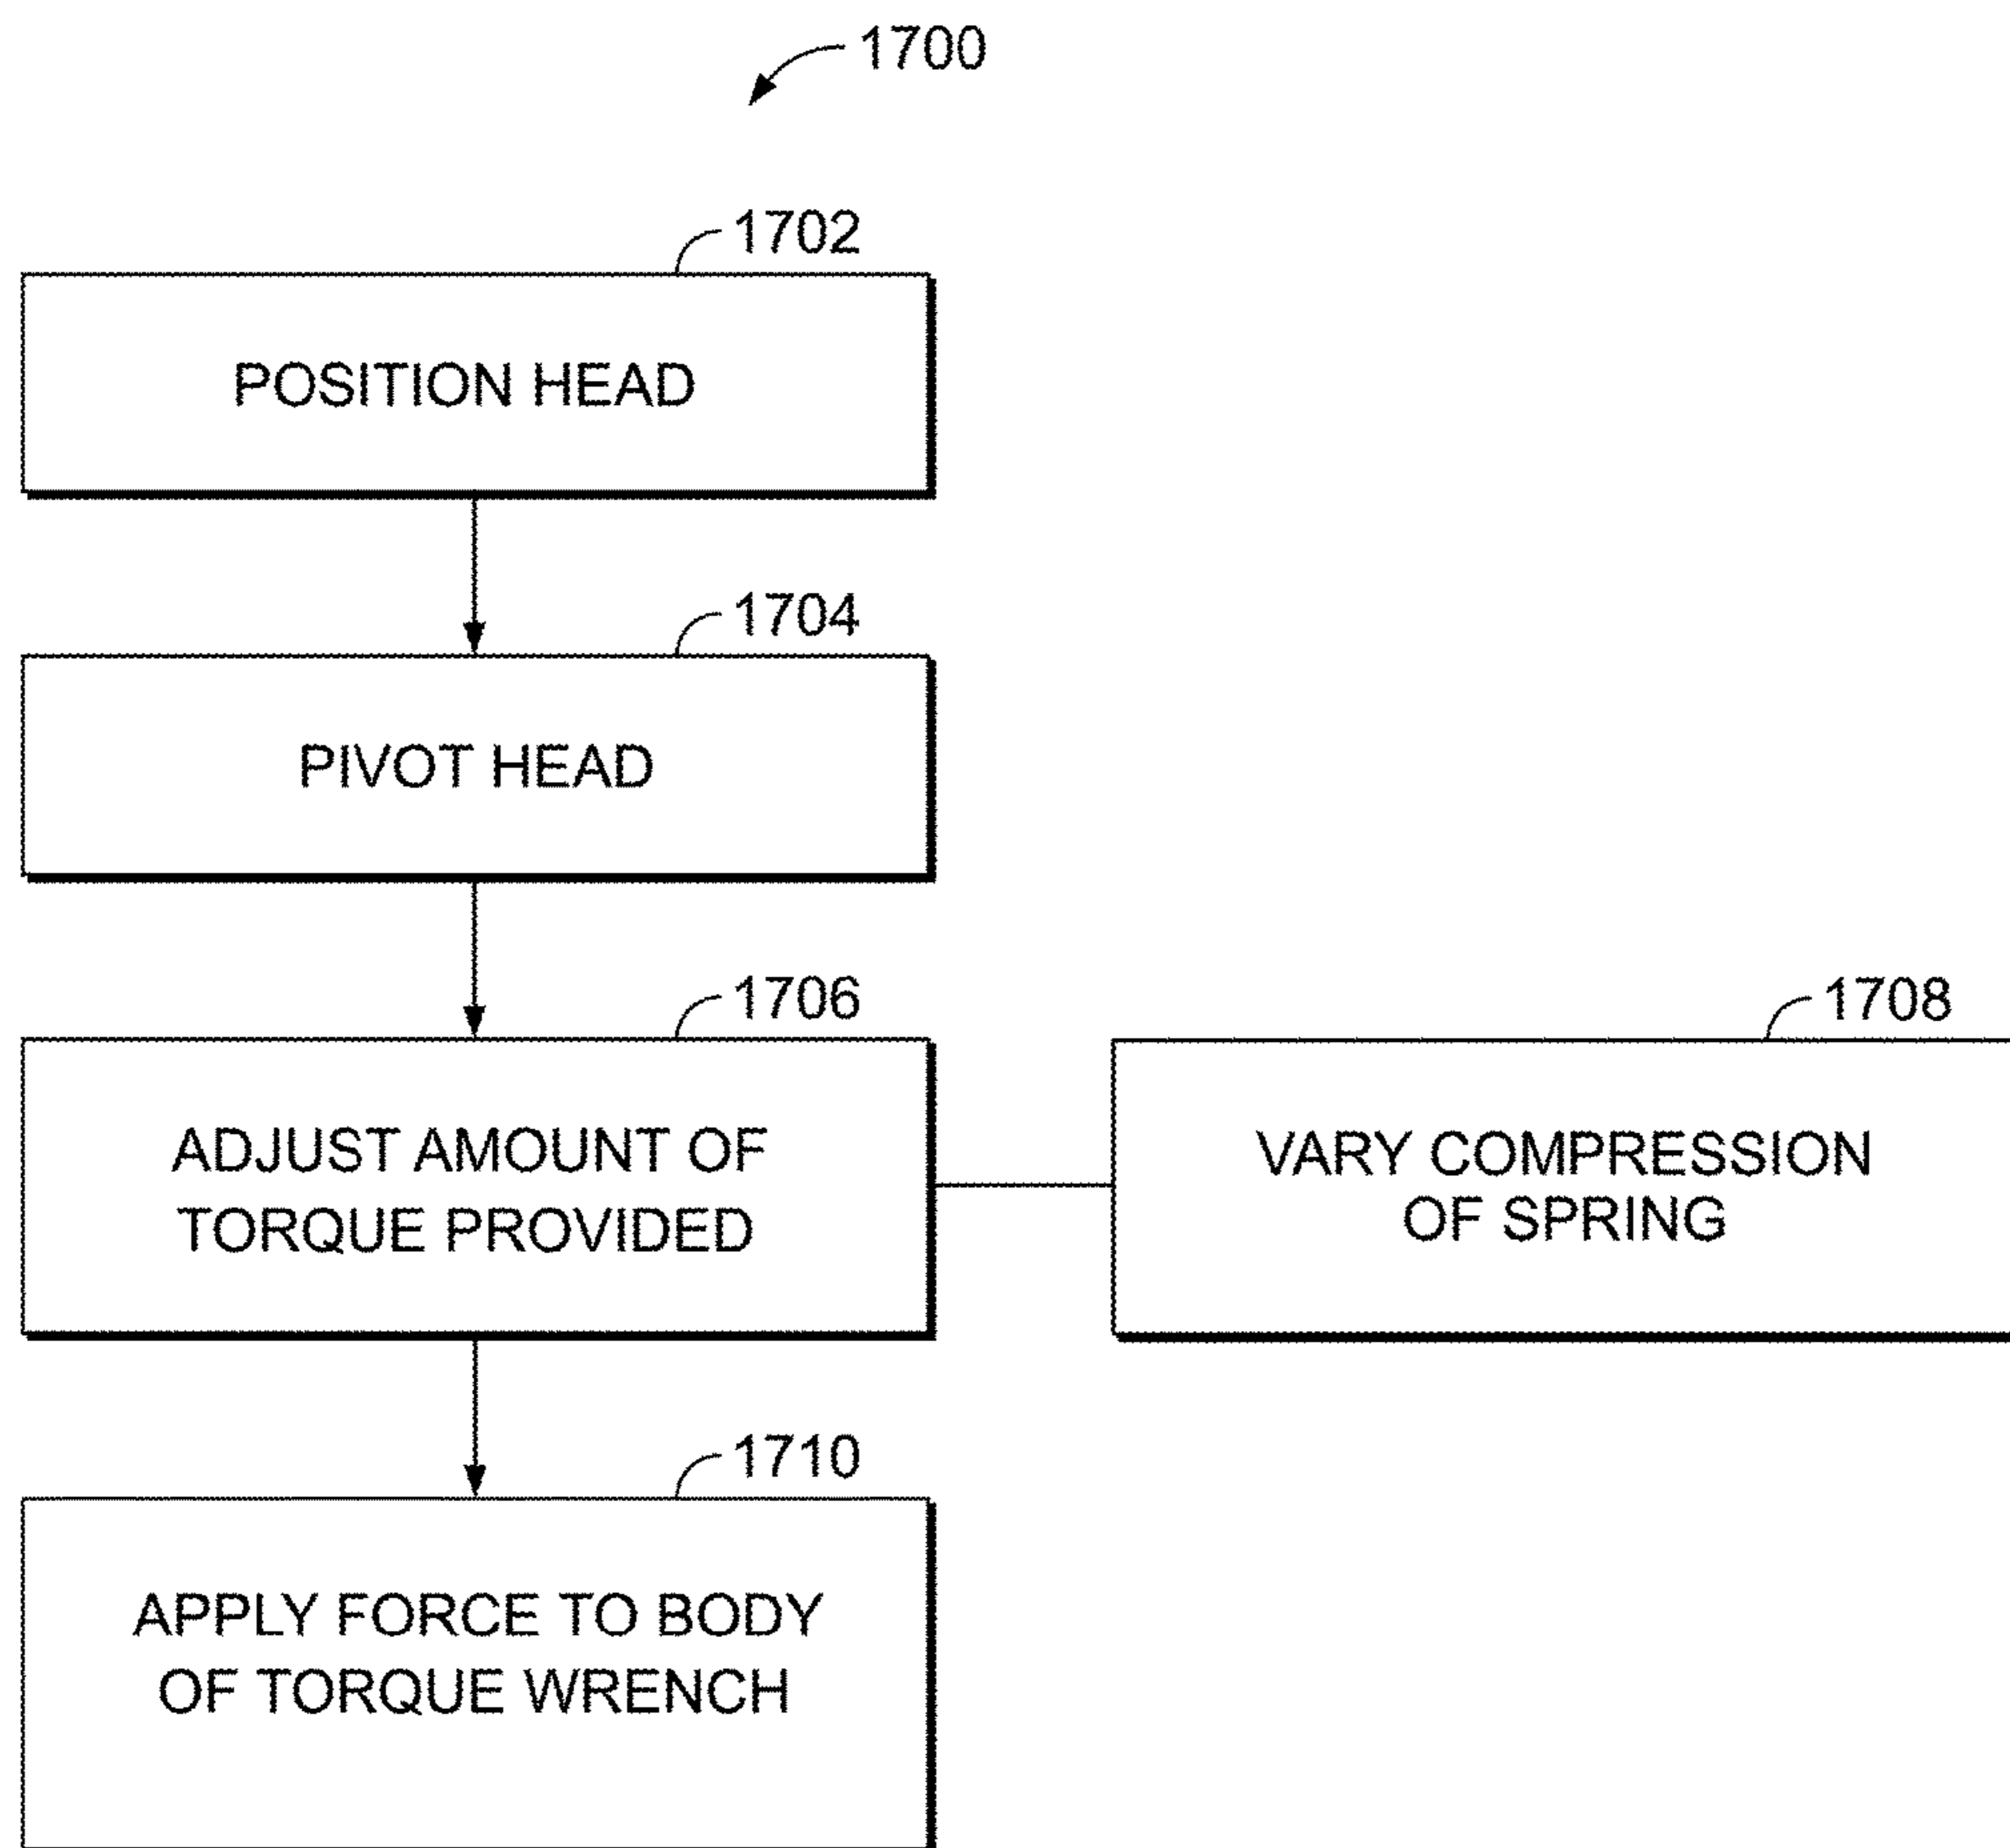 1700
1702
POSITION HEAD
1704
PIVOT HEAD
1706
ADJUST AMOUNT OF
TORQUE PROVIDED
1708
VARY COMPRESSION
OF SPRING
1710
APPLY FORCE TO BODY
OF TORQUE WRENCH